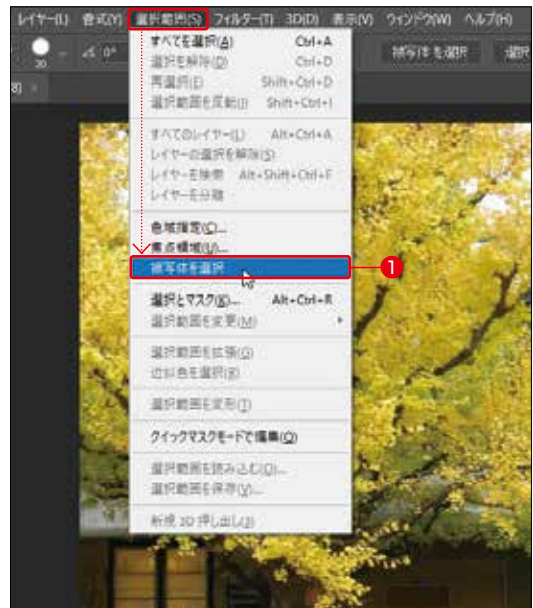 レイヤー(L) 書式(Y) 選択範囲(S) フィルター(T) 3D(D) 表示(V) ウィンドウ(W) ヘルプ(H)
30 0° 被写体を選択 選択
8)
すべてを選択(A) Ctrl+A
選択を解除(D) Ctrl+D
再選択(E) Shift+Ctrl+D
選択範囲を反転(I) Shift+Ctrl+I
すべてのレイヤー(L) Alt+Ctrl+A
レイヤーの選択を解除(S)
レイヤーを検索 Alt+Shift+Ctrl+F
レイヤーを分離
色域指定(C)...
焦点領域(U)...
被写体を選択
1
選択とマスク(K)... Alt+Ctrl+R
選択範囲を変更(M)
選択範囲を拡張(G)
近似色を選択(R)
選択範囲を変形(T)
クイックマスクモードで編集(Q)
選択範囲を読み込む(O)...
選択範囲を保存(V)...
新規 3D 押し出し(3)